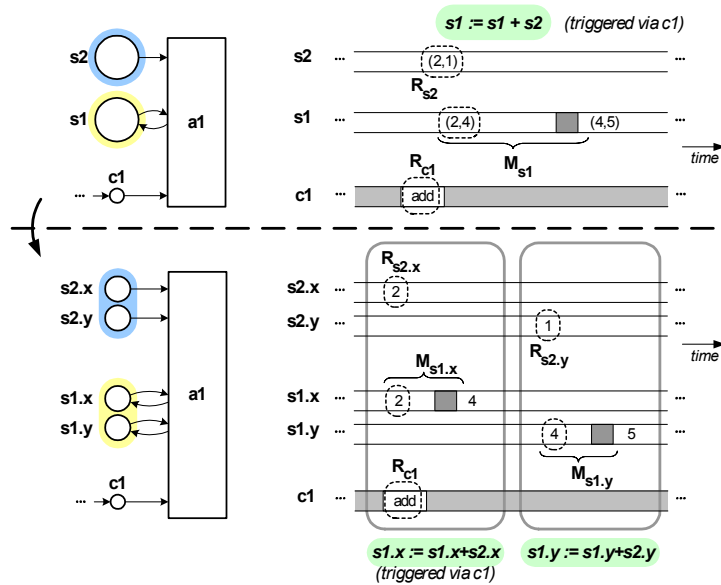 s1 := s1 + s2 (triggered via c1)
s2 s2 ... (2,1) ...
R_s2
s1 a1 s1 ... (2,4) (4,5) ...
M_s1 time
c1 R_c1
... c1 ... add ...
R_s2.x
s2.x s2.x ... 2 ...
s2.y s2.y ... 1 ...
R_s2.y time
M_s1.x
s1.x a1 s1.x ... 2 4 ...
s1.y s1.y ... 4 5 ...
M_s1.y
c1 R_c1
... c1 ... add ...
s1.x := s1.x+s2.x s1.y := s1.y+s2.y
(triggered via c1)